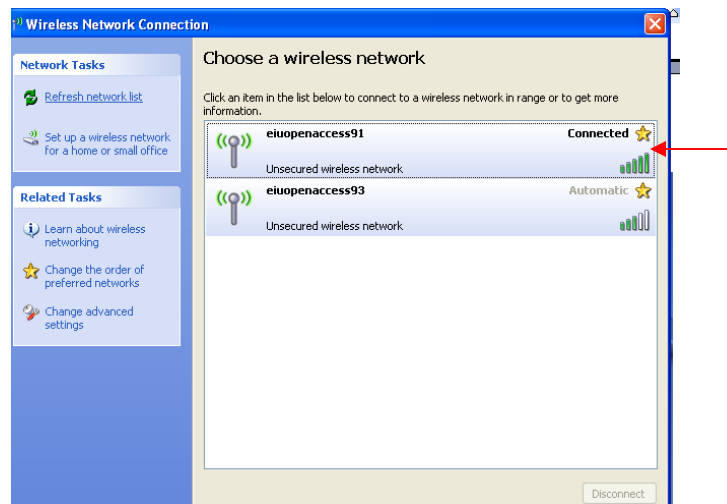 Wireless Network Connection
Network Tasks
Refresh network list
Set up a wireless network
for a home or small office
Related Tasks
Learn about wireless
networking
Change the order of
preferred networks
Change advanced
settings
Choose a wireless network
Click an item in the list below to connect to a wireless network in range or to get more
information.
eiuopenaccess91 Connected
Unsecured wireless network
eiuopenaccess93 Automatic
Unsecured wireless network
Disconnect